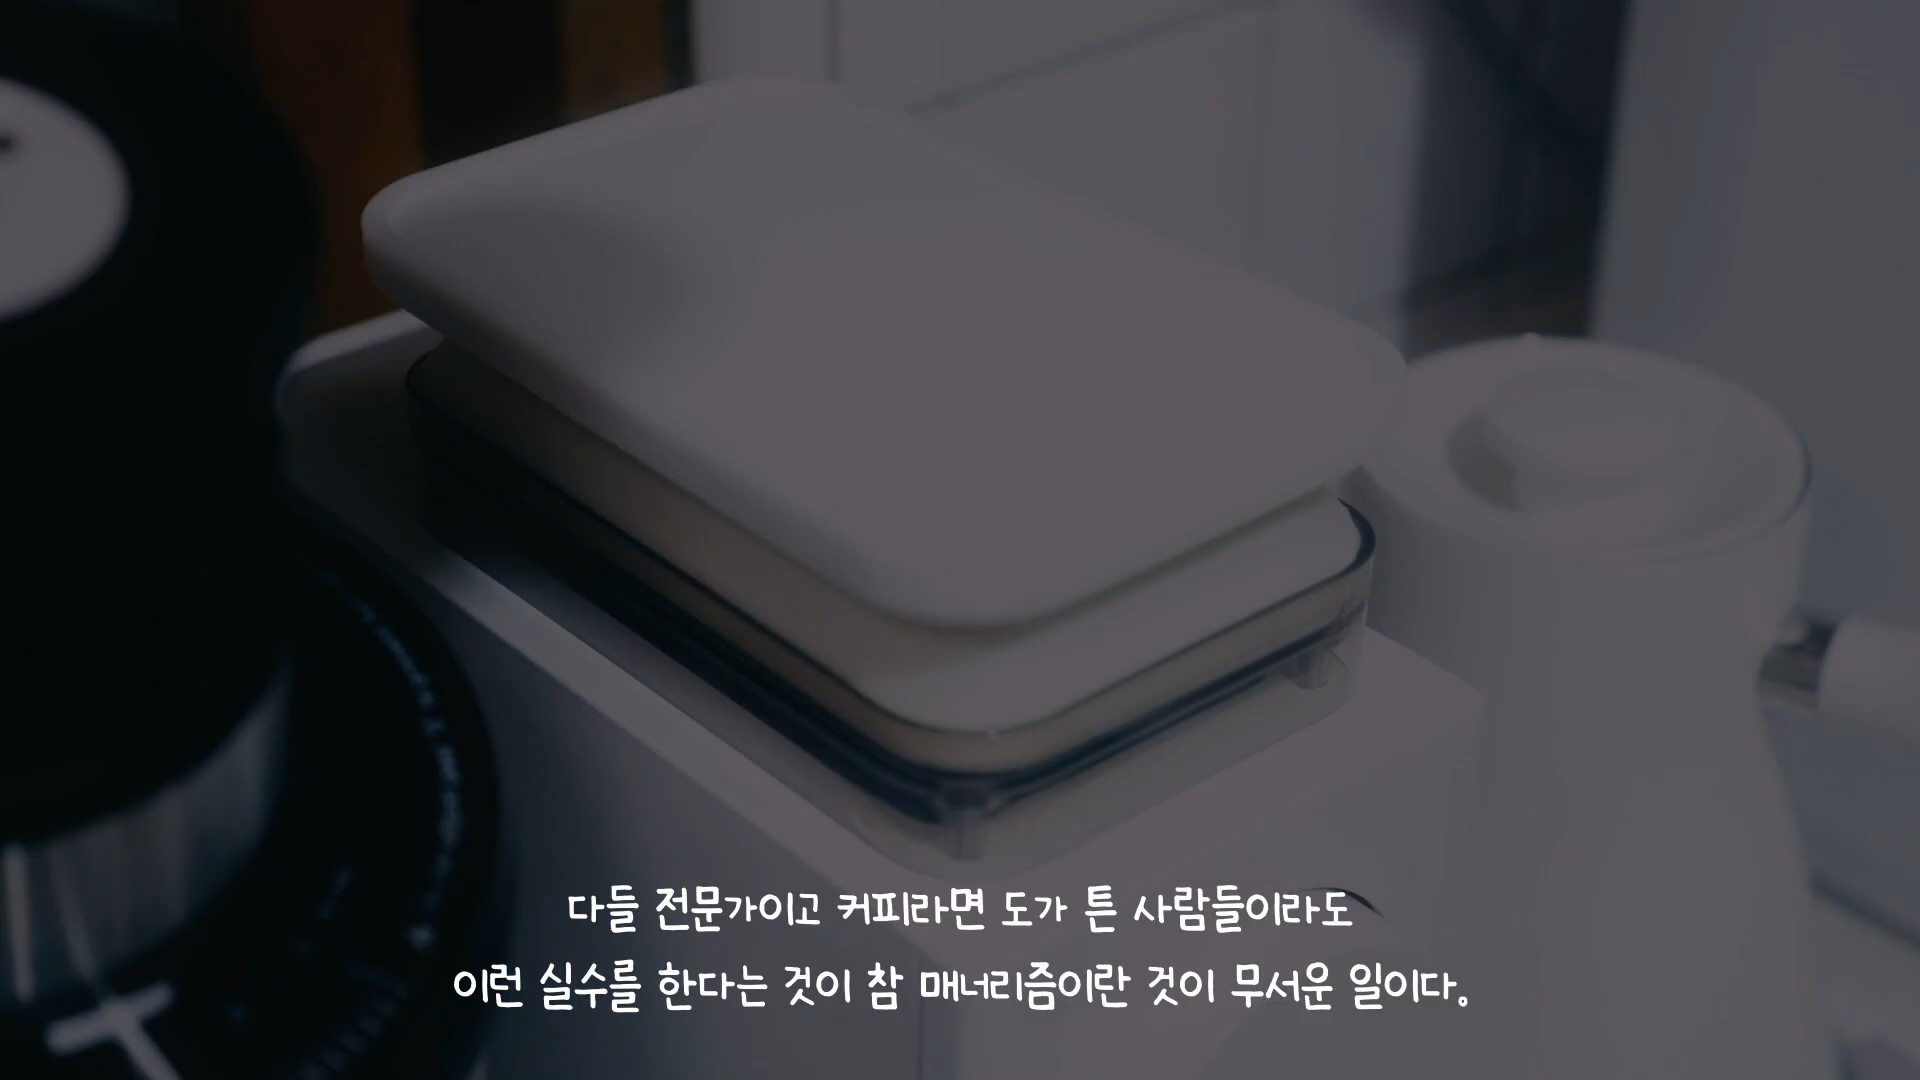 다들 전문가이고 커피라면 도가 튼 사람들이라도
이런 실수를 한다는 것이 참 매너리즘이란 것이 무서운 일이다.